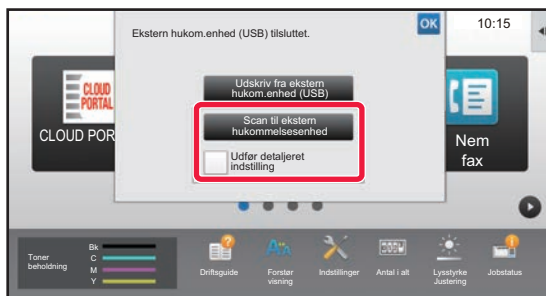 Ekstern hukom.enhed (USB) tilsluttet.
OK
10:15
Udskriv fra ekstern
hukom.enhed (USB)
Scan til ekstern
hukommelsesenhed
Udfør detaljeret
indstilling
CLOUD
PORTAL
CLOUD POR
Nem
fax
Toner
beholdning
Bk
C
M
Y
Driftsguide
Forstør
visning
Indstillinger
Antal i alt
Lysstyrke
Justering
Jobstatus